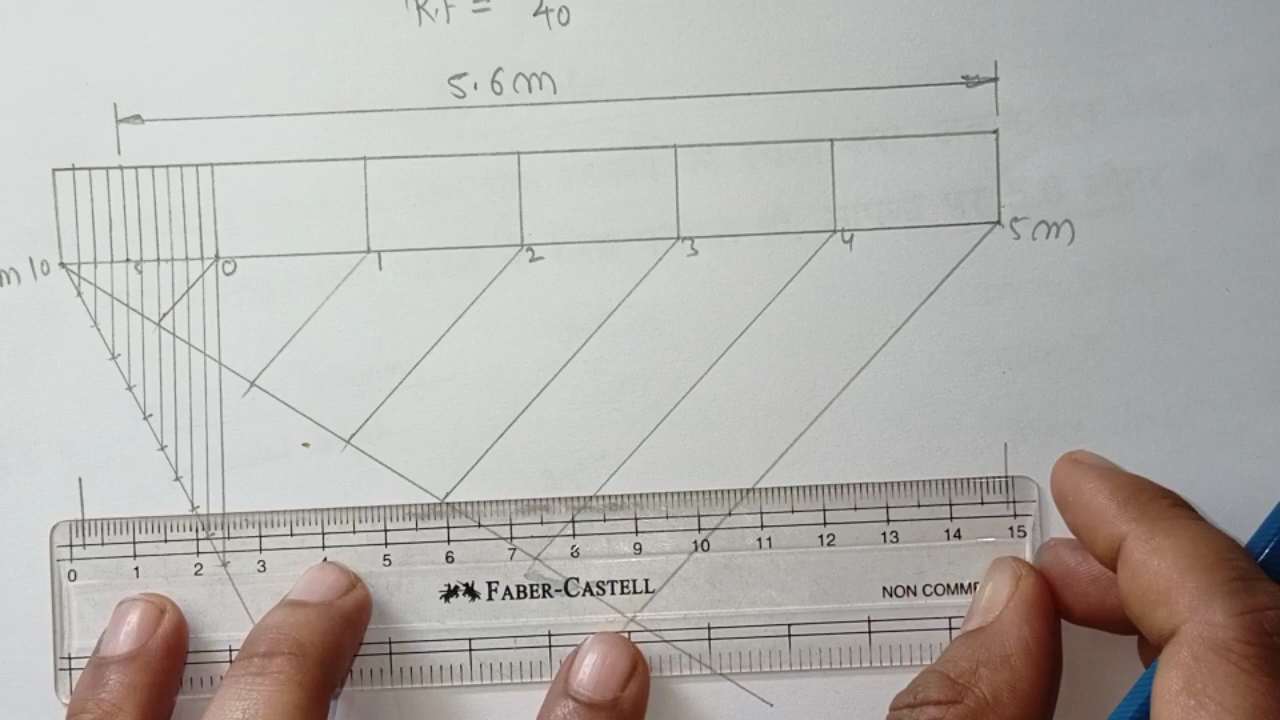 R.F = 40
5.6m
m 10 5 0 1 2 3 4 5m
0 1 2 3 4 5 6 7 8 9 10 11 12 13 14 15
FABER-CASTELL NON COMME